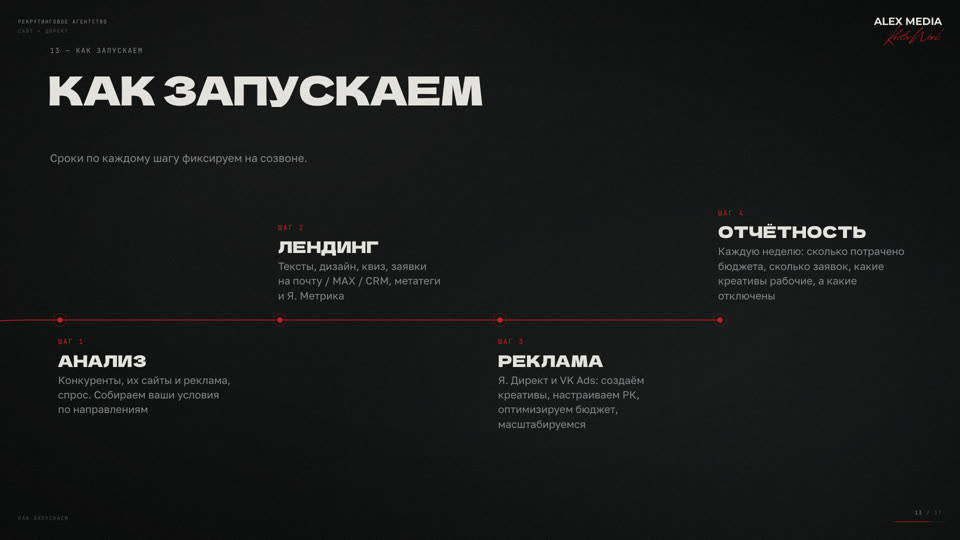 РЕКРУТИНГОВОЕ АГЕНТСТВО
САЙТ + ДИРЕКТ
ALEX MEDIA
13 — КАК ЗАПУСКАЕМ
КАК ЗАПУСКАЕМ
Сроки по каждому шагу фиксируем на созвоне.
ШАГ 1
АНАЛИЗ
Конкуренты, их сайты и реклама,
спрос. Собираем ваши условия
по направлениям
ШАГ 2
ЛЕНДИНГ
Тексты, дизайн, квиз, заявки
на почту / MAX / CRM, метатеги
и Я. Метрика
ШАГ 3
РЕКЛАМА
Я. Директ и VK Ads: создаём
креативы, настраиваем РК,
оптимизируем бюджет,
масштабируемся
ШАГ 4
ОТЧЁТНОСТЬ
Каждую неделю: сколько потрачено
бюджета, сколько заявок, какие
креативы рабочие, а какие
отключены
КАК ЗАПУСКАЕМ
13 / 17